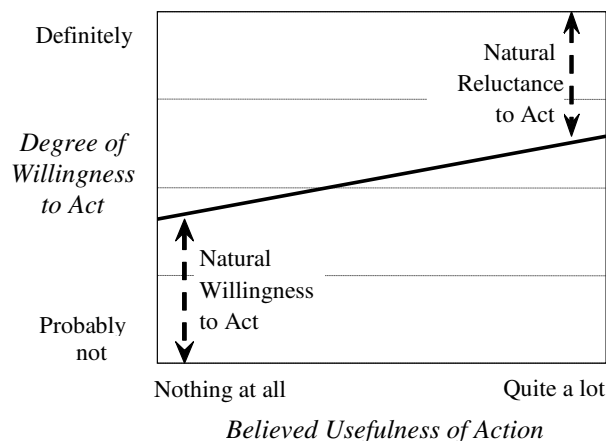 Definitely
Natural
Reluctance
to Act
Degree of
Willingness
to Act
Natural
Willingness
to Act
Probably
not
Nothing at all
Quite a lot
Believed Usefulness of Action